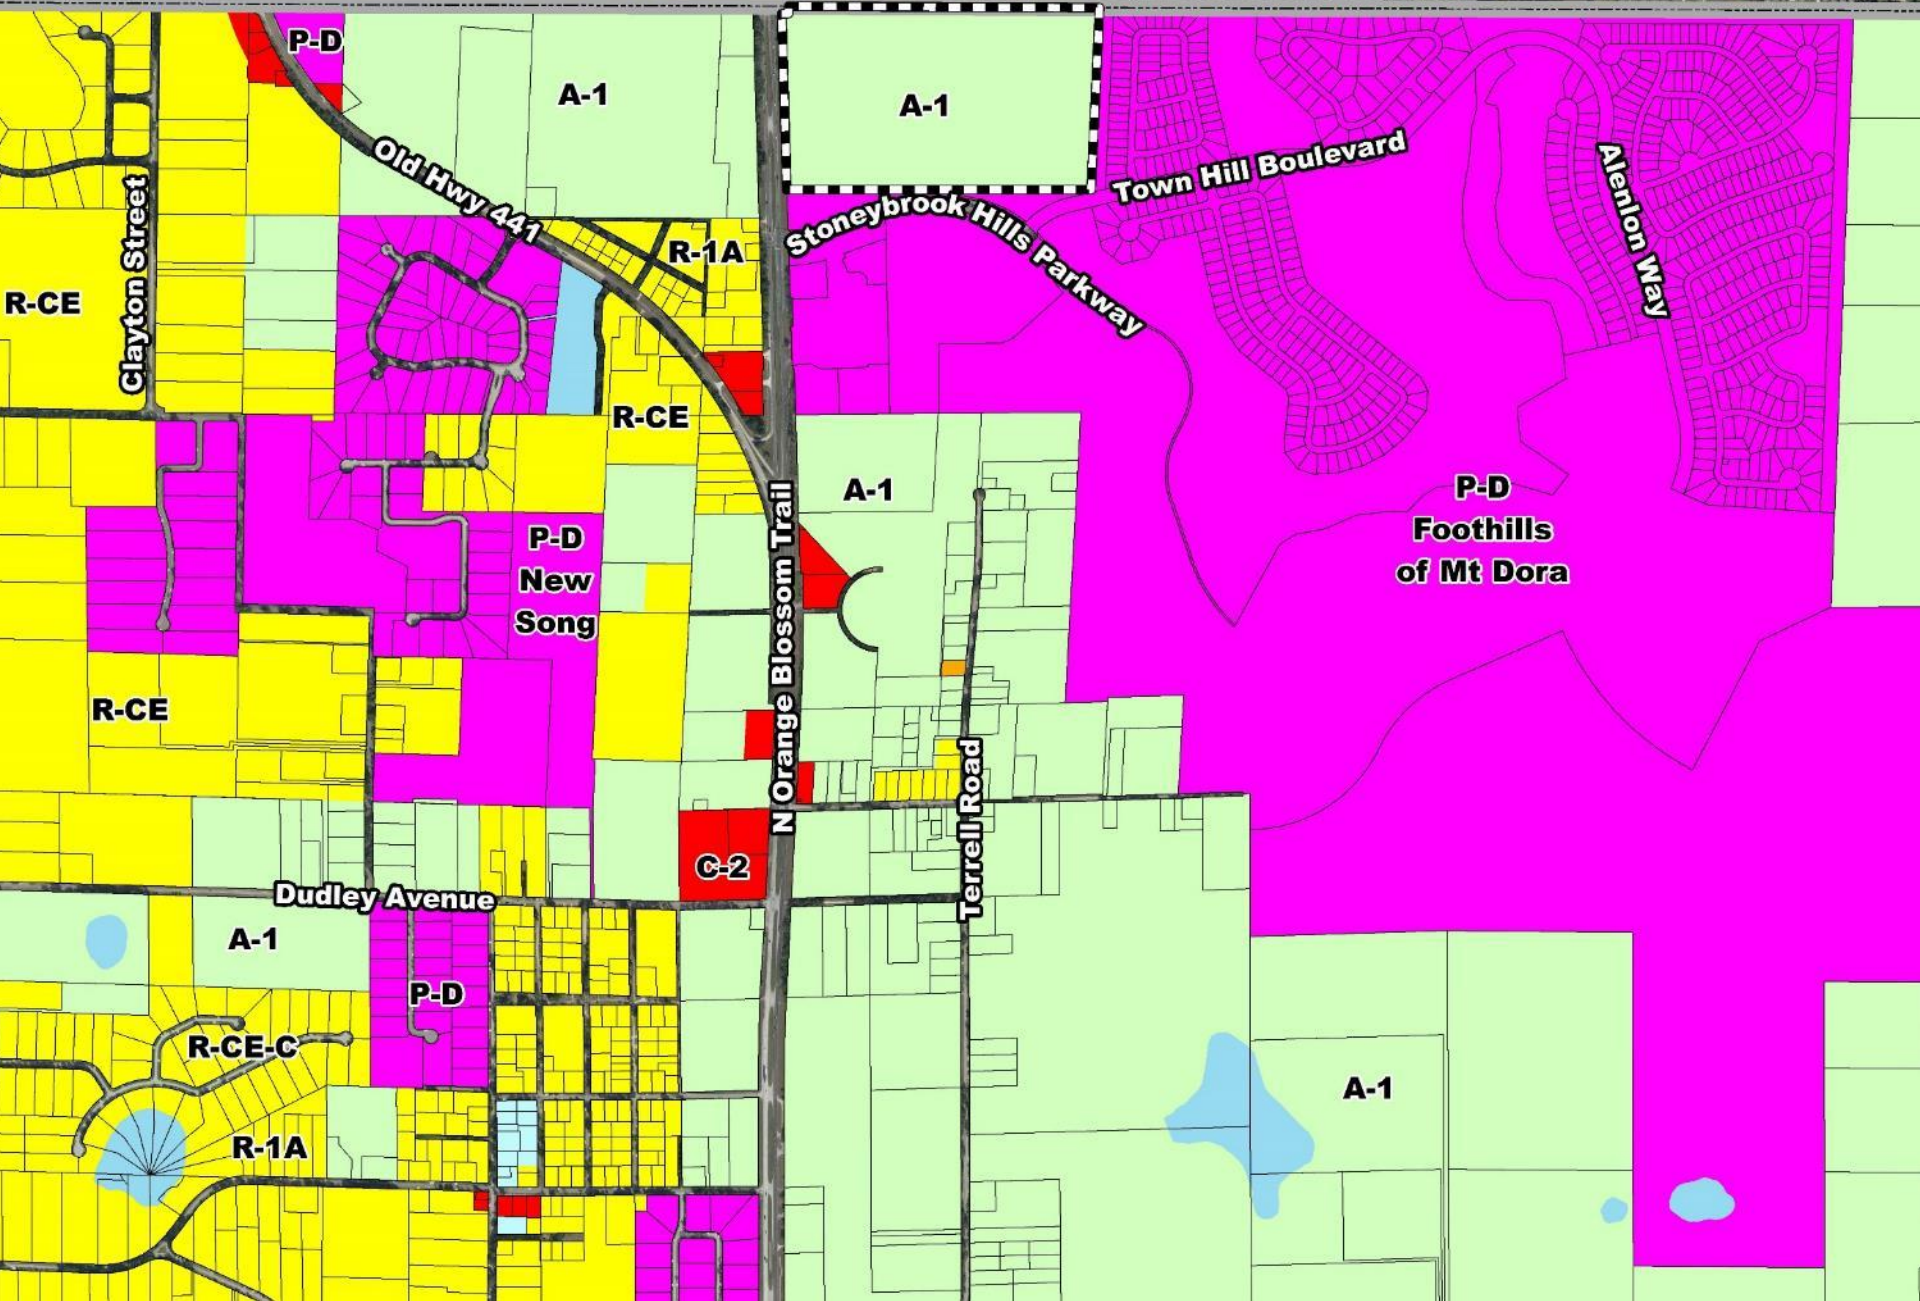 P-D
A-1
A-1
Old Hwy 441
Town Hill Boulevard
Alenlon Way
Clayton Street
Stoneybrook Hills Parkway
R-1A
R-CE
R-CE
A-1
P-D
Foothills
of Mt Dora
P-D
New
Song
N Orange Blossom Trail
R-CE
Terrell Road
C-2
Dudley Avenue
A-1
P-D
R-CE-C
A-1
R-1A